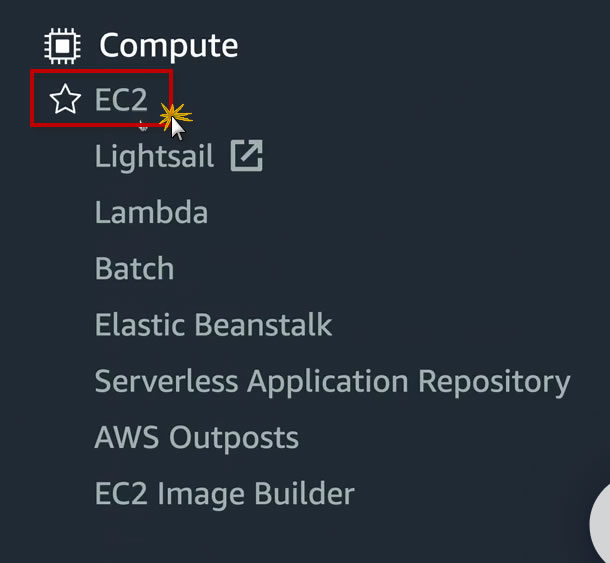 Compute
EC2
Lightsail
Lambda
Batch
Elastic Beanstalk
Serverless Application Repository
AWS Outposts
EC2 Image Builder